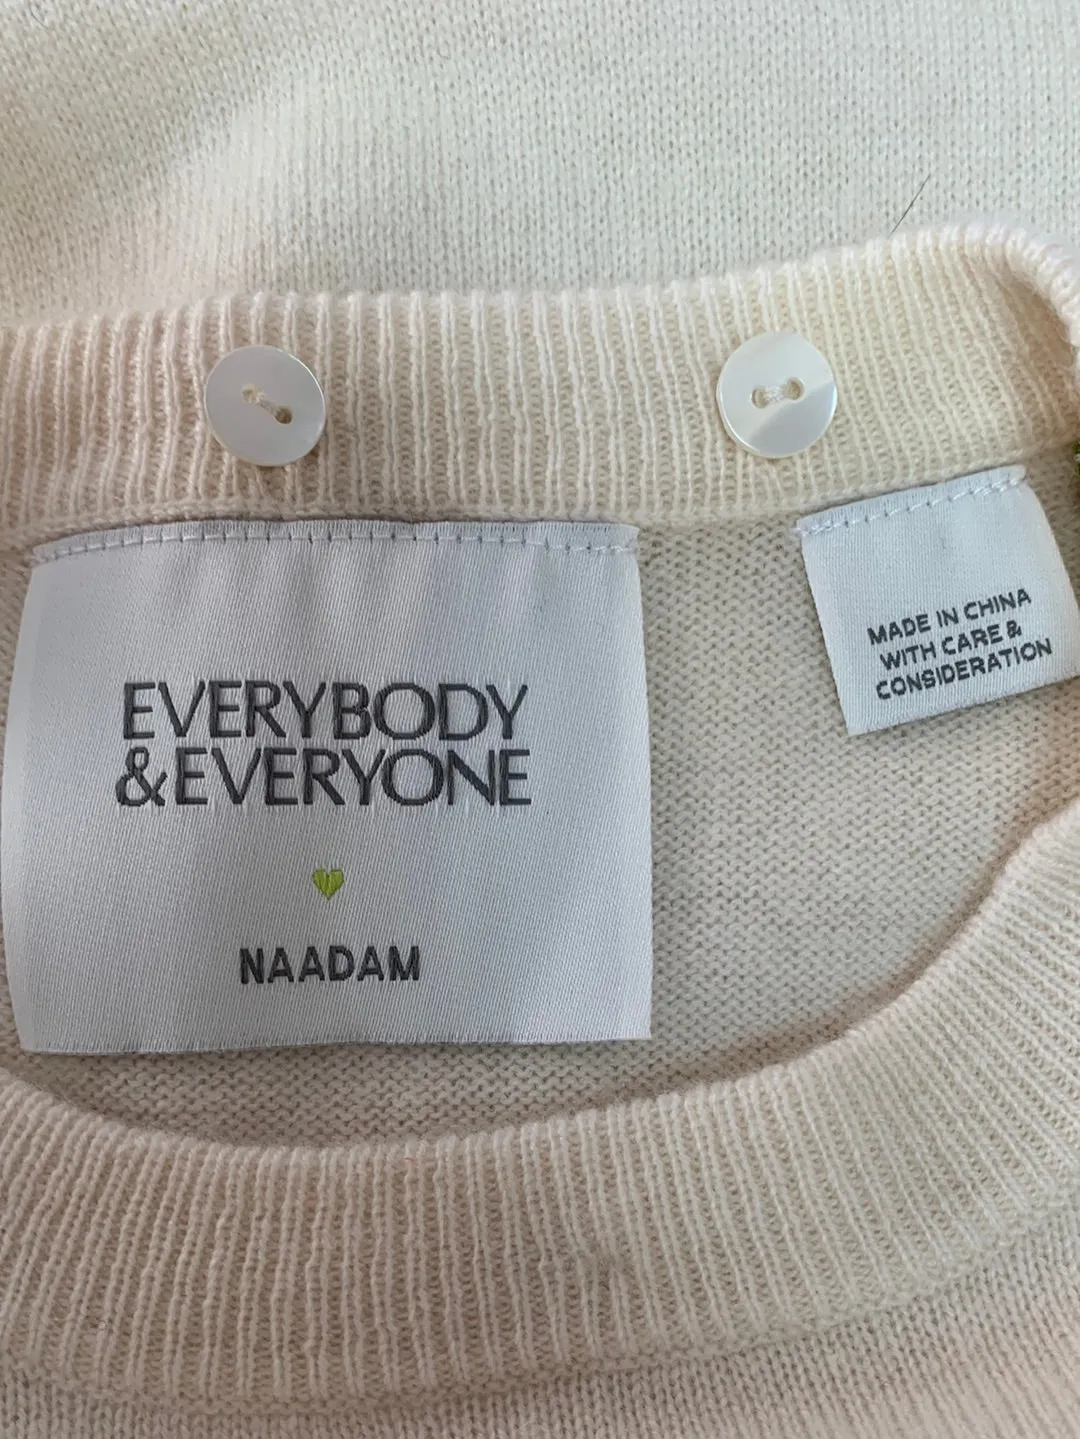 EVERYBODY
&EVERYONE
NAADAM
MADE IN CHINA
WITH CARE &
CONSIDERATION